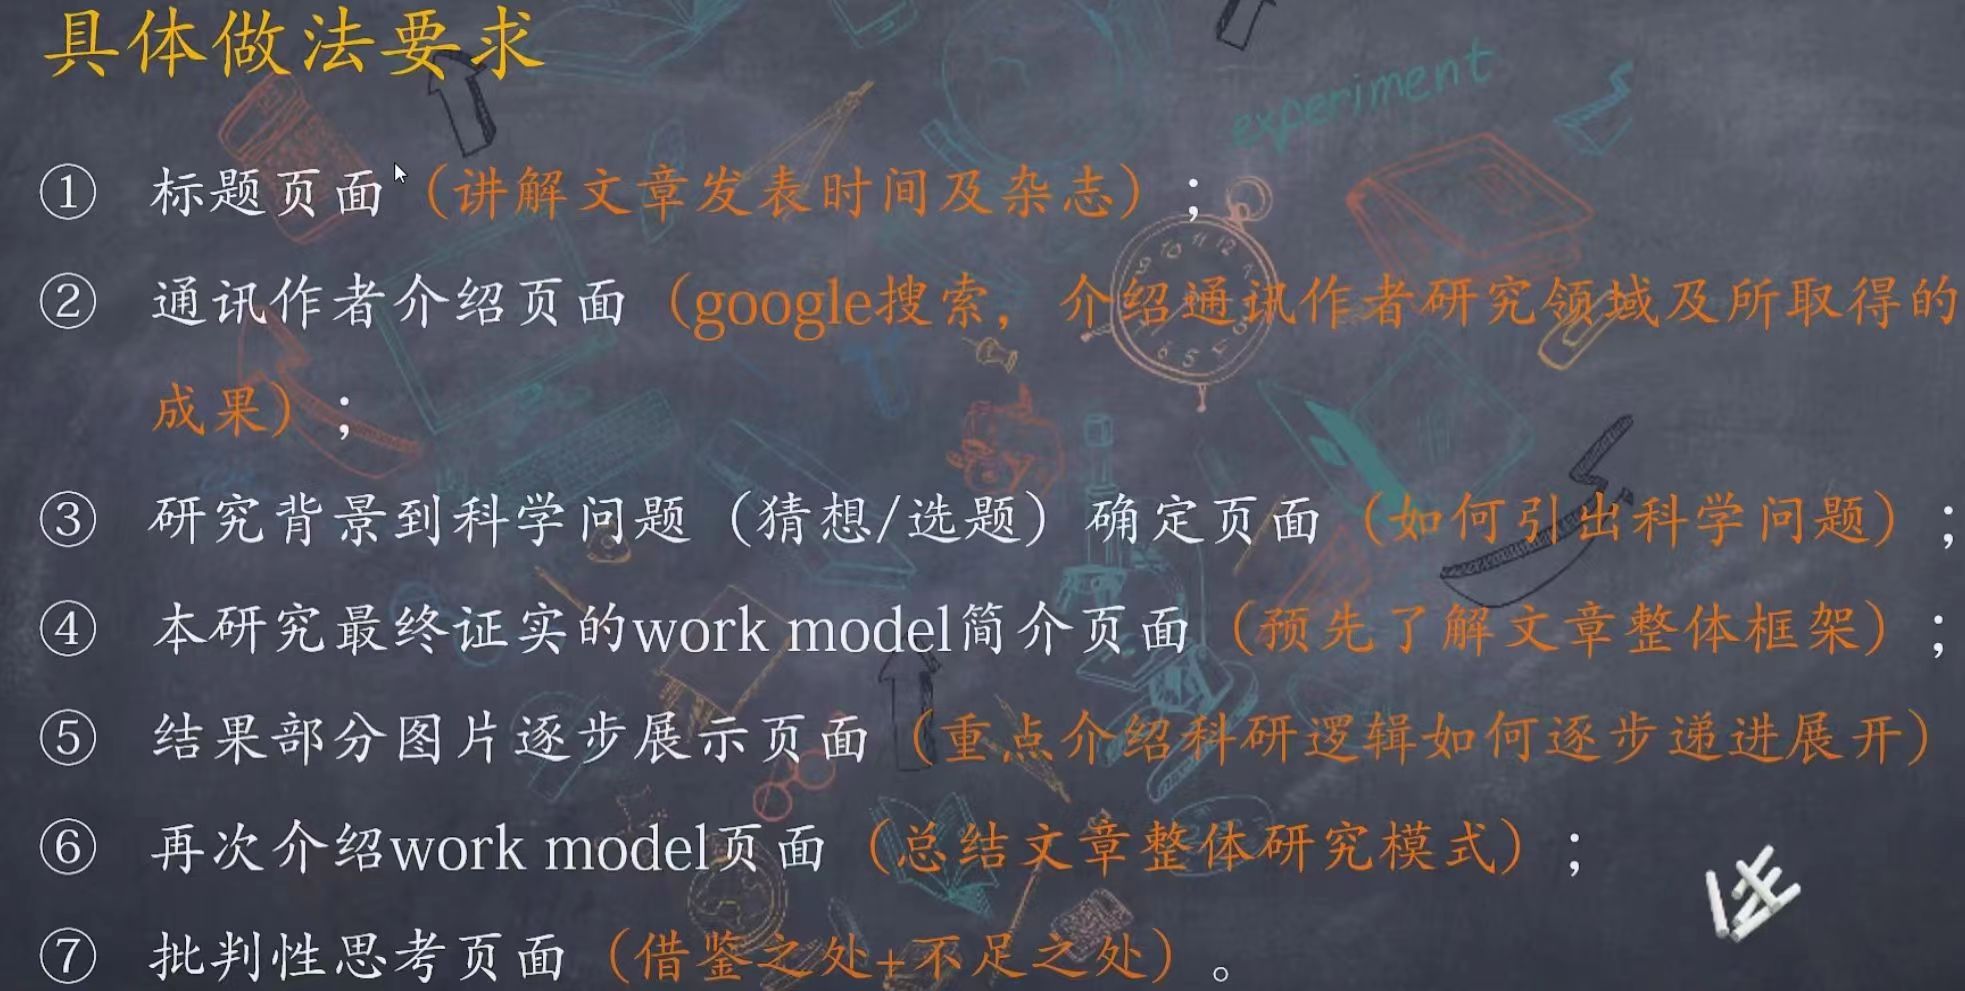 具体做法要求
experiment
① 标题页面（讲解文章发表时间及杂志）；
② 通讯作者介绍页面（google搜索，介绍通讯作者研究领域及所取得的
成果）；
③ 研究背景到科学问题（猜想/选题）确定页面（如何引出科学问题）；
④ 本研究最终证实的work model简介页面（预先了解文章整体框架）；
⑤ 结果部分图片逐步展示页面（重点介绍科研逻辑如何逐步递进展开）
⑥ 再次介绍work model页面（总结文章整体研究模式）；
⑦ 批判性思考页面（借鉴之处+不足之处）。